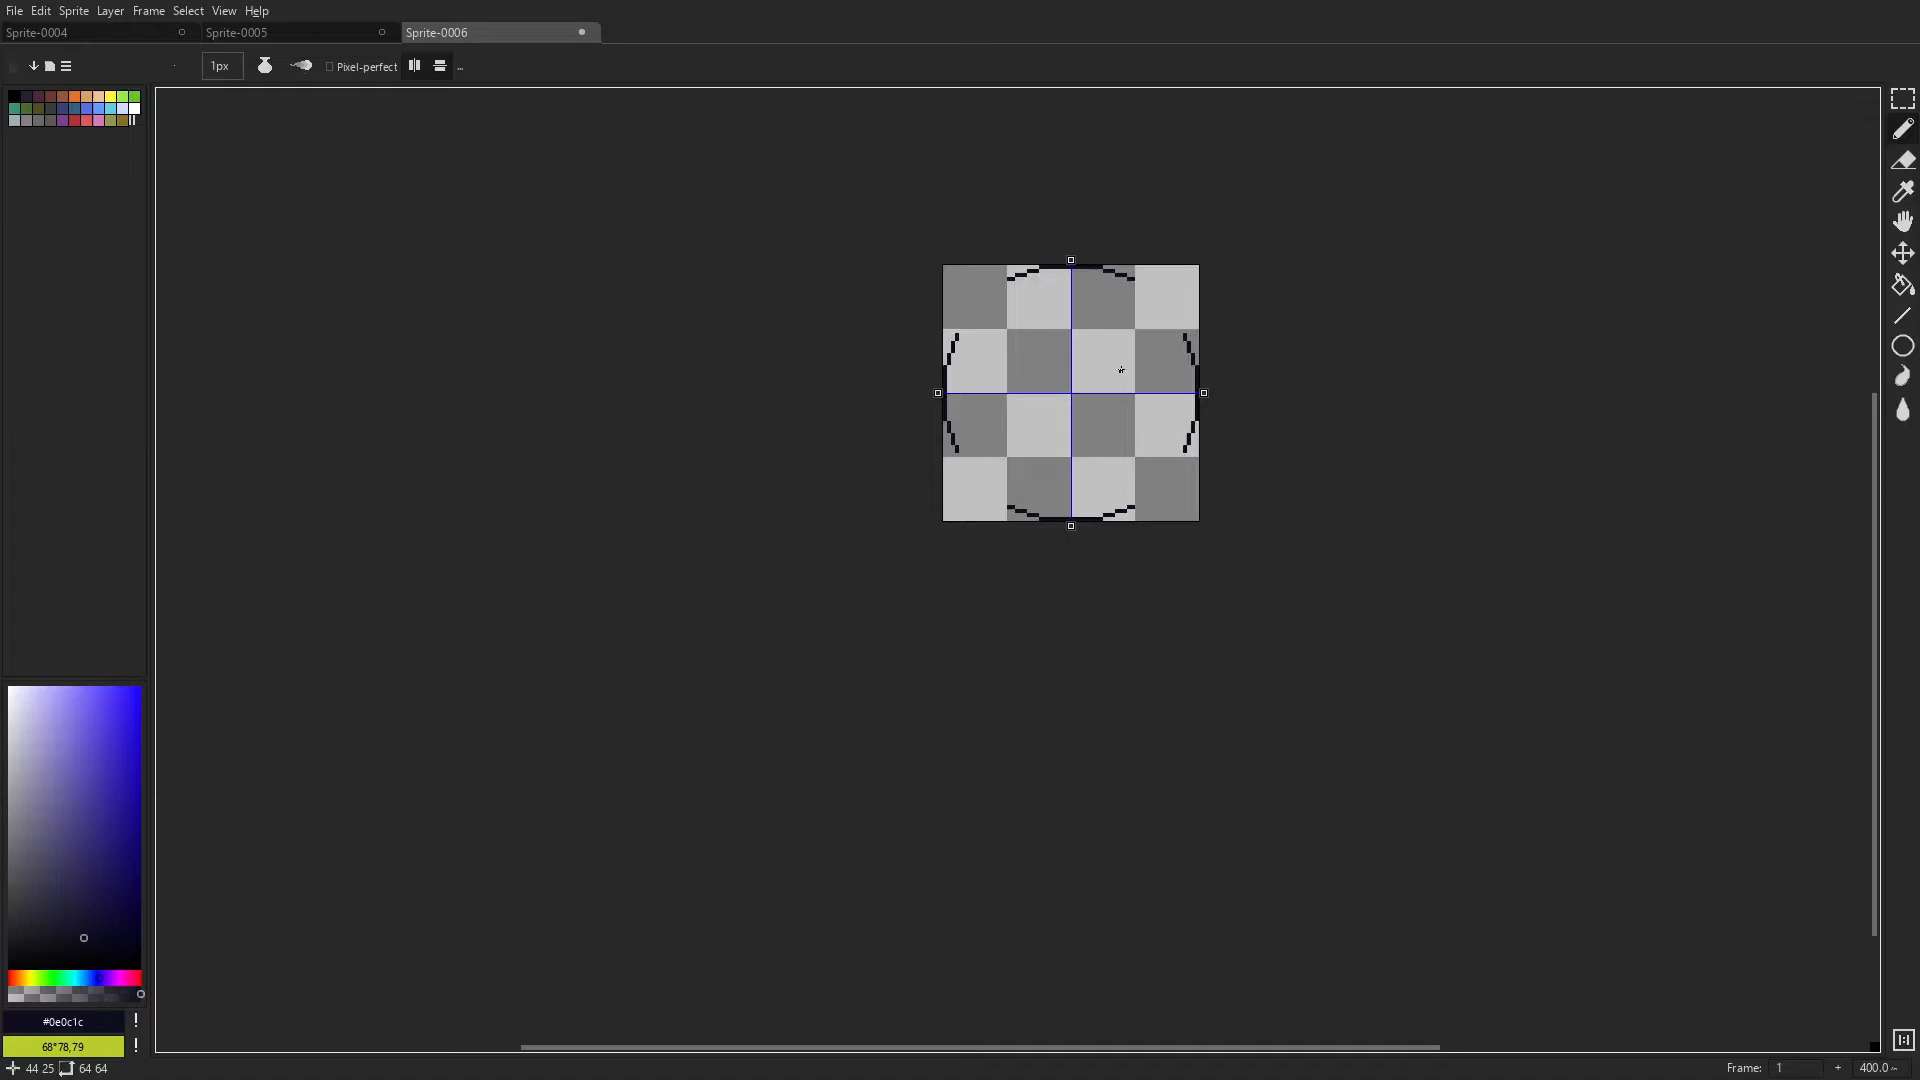 File Edit Sprite Layer Frame Select View Help
Sprite-0004 Sprite-0005 Sprite-0006
1px Pixel-perfect ...
#0e0c1c !
68°78,79 !
44 25 64 64 Frame: 1 + 400.0